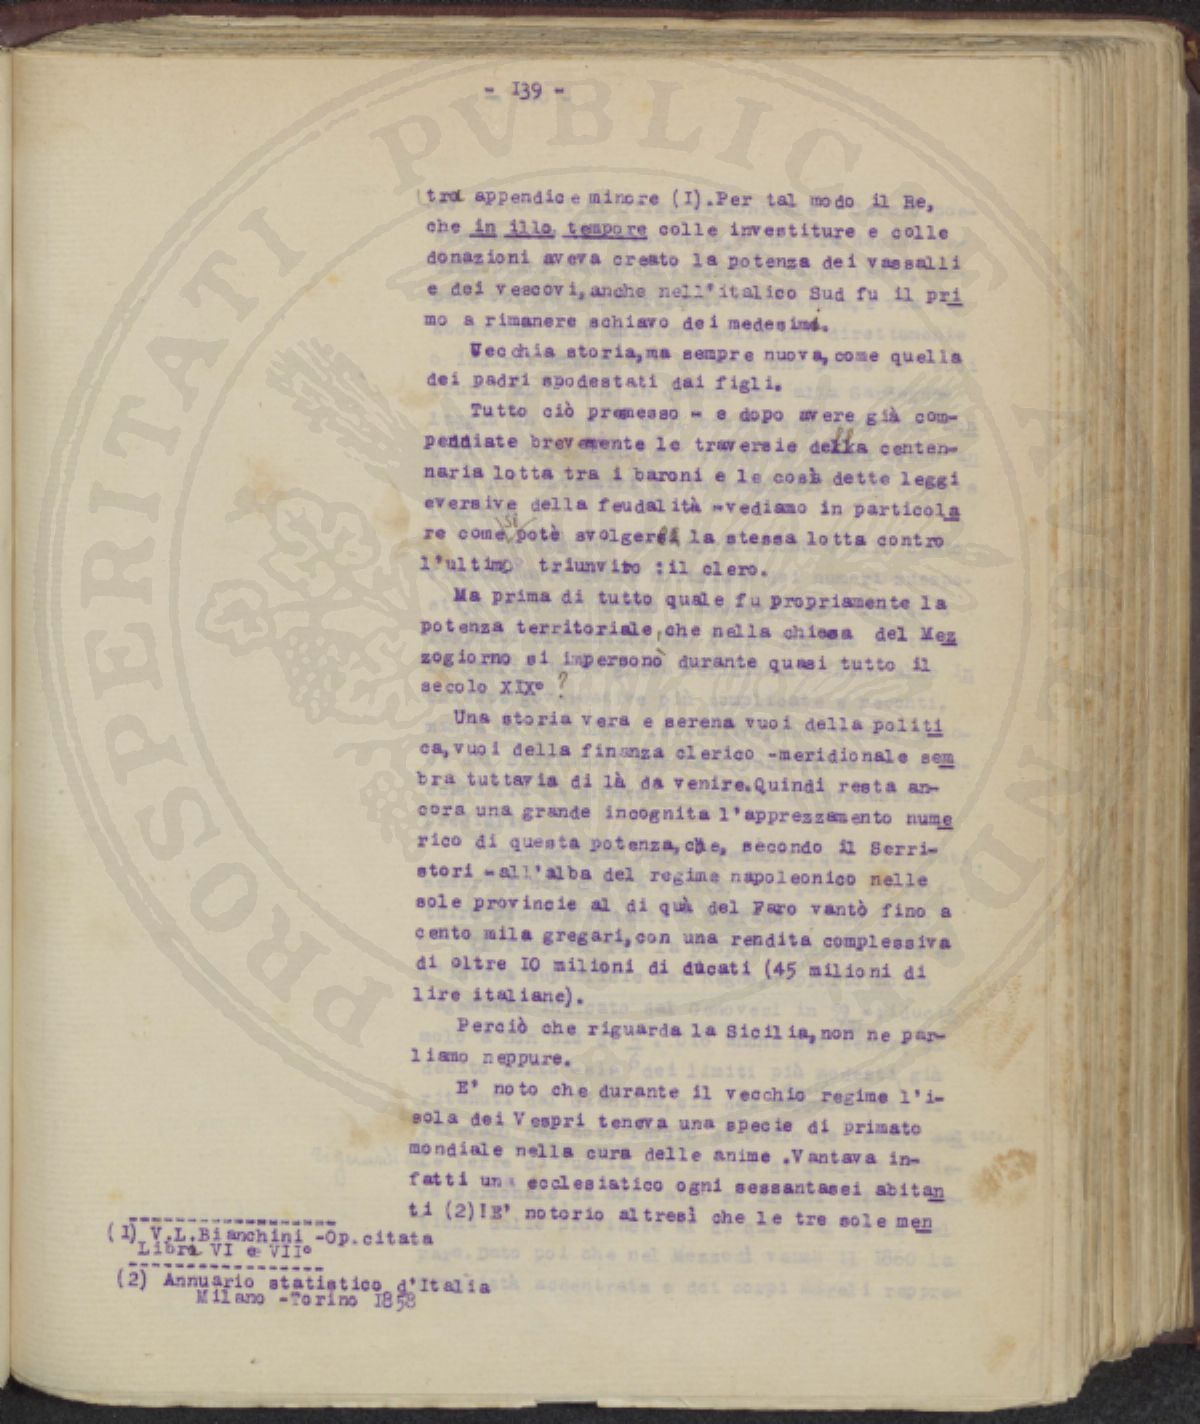 - I39 -
tra appendice minore (I).Per tal modo il Re,
che in illo tempore colle investiture e colle
donazioni aveva creato la potenza dei vassalli
e dei vescovi,anche nell'italico Sud fu il pri
mo a rimanere schiavo dei medesimi.
Vecchia storia,ma sempre nuova,come quella
dei padri spodestati dai figli.
Tutto ciò premesso - e dopo avere già com-
pendiate brevemente le traversie della centen-
naria lotta tra i baroni e le così dette leggi
eversive della feudalità -vediamo in particola
re come si potè svolgere la stessa lotta contro
l'ultimo triunviro :il clero.
Ma prima di tutto quale fu propriamente la
potenza territoriale,che nella chiesa del Mez
zogiorno si impersonò durante quasi tutto il
secolo XIX° ?
Una storia vera e serena vuoi della politi
ca,vuoi della finanza clerico -meridionale sem
bra tuttavia di là da venire.Quindi resta an-
cora una grande incognita l'apprezzamento nume
rico di questa potenza,che, secondo il Serri-
stori -all'alba del regime napoleonico nelle
sole provincie al di quà del Faro vantò fino a
cento mila gregari,con una rendita complessiva
di oltre IO milioni di ducati (45 milioni di
lire italiane).
Perciò che riguarda la Sicilia,non ne par-
liamo neppure.
E' noto che durante il vecchio regime l'i-
sola dei Vespri teneva una specie di primato
mondiale nella cura delle anime .Vantava in-
fatti un ecclesiatico ogni sessantasei abitan
ti (2)!E' notorio altresì che le tre sole men
(I) V.L.Bianchini -Op.citata
Libri VI e VII°
(2) Annuario statistico d'Italia
Milano -Torino I858
PROSPERITATI PVBLICAE AVGENDAE